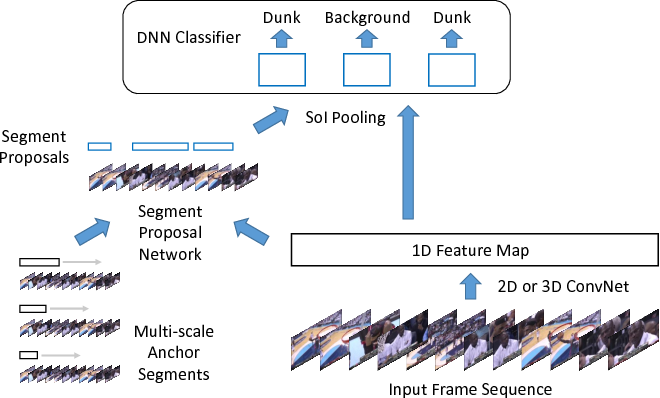 Dunk
Background
Dunk
DNN Classifier
SoI Pooling
Segment
Proposals
Segment
Proposal
Network
1D Feature Map
2D or 3D ConvNet
Multi-scale
Anchor
Segments
Input Frame Sequence